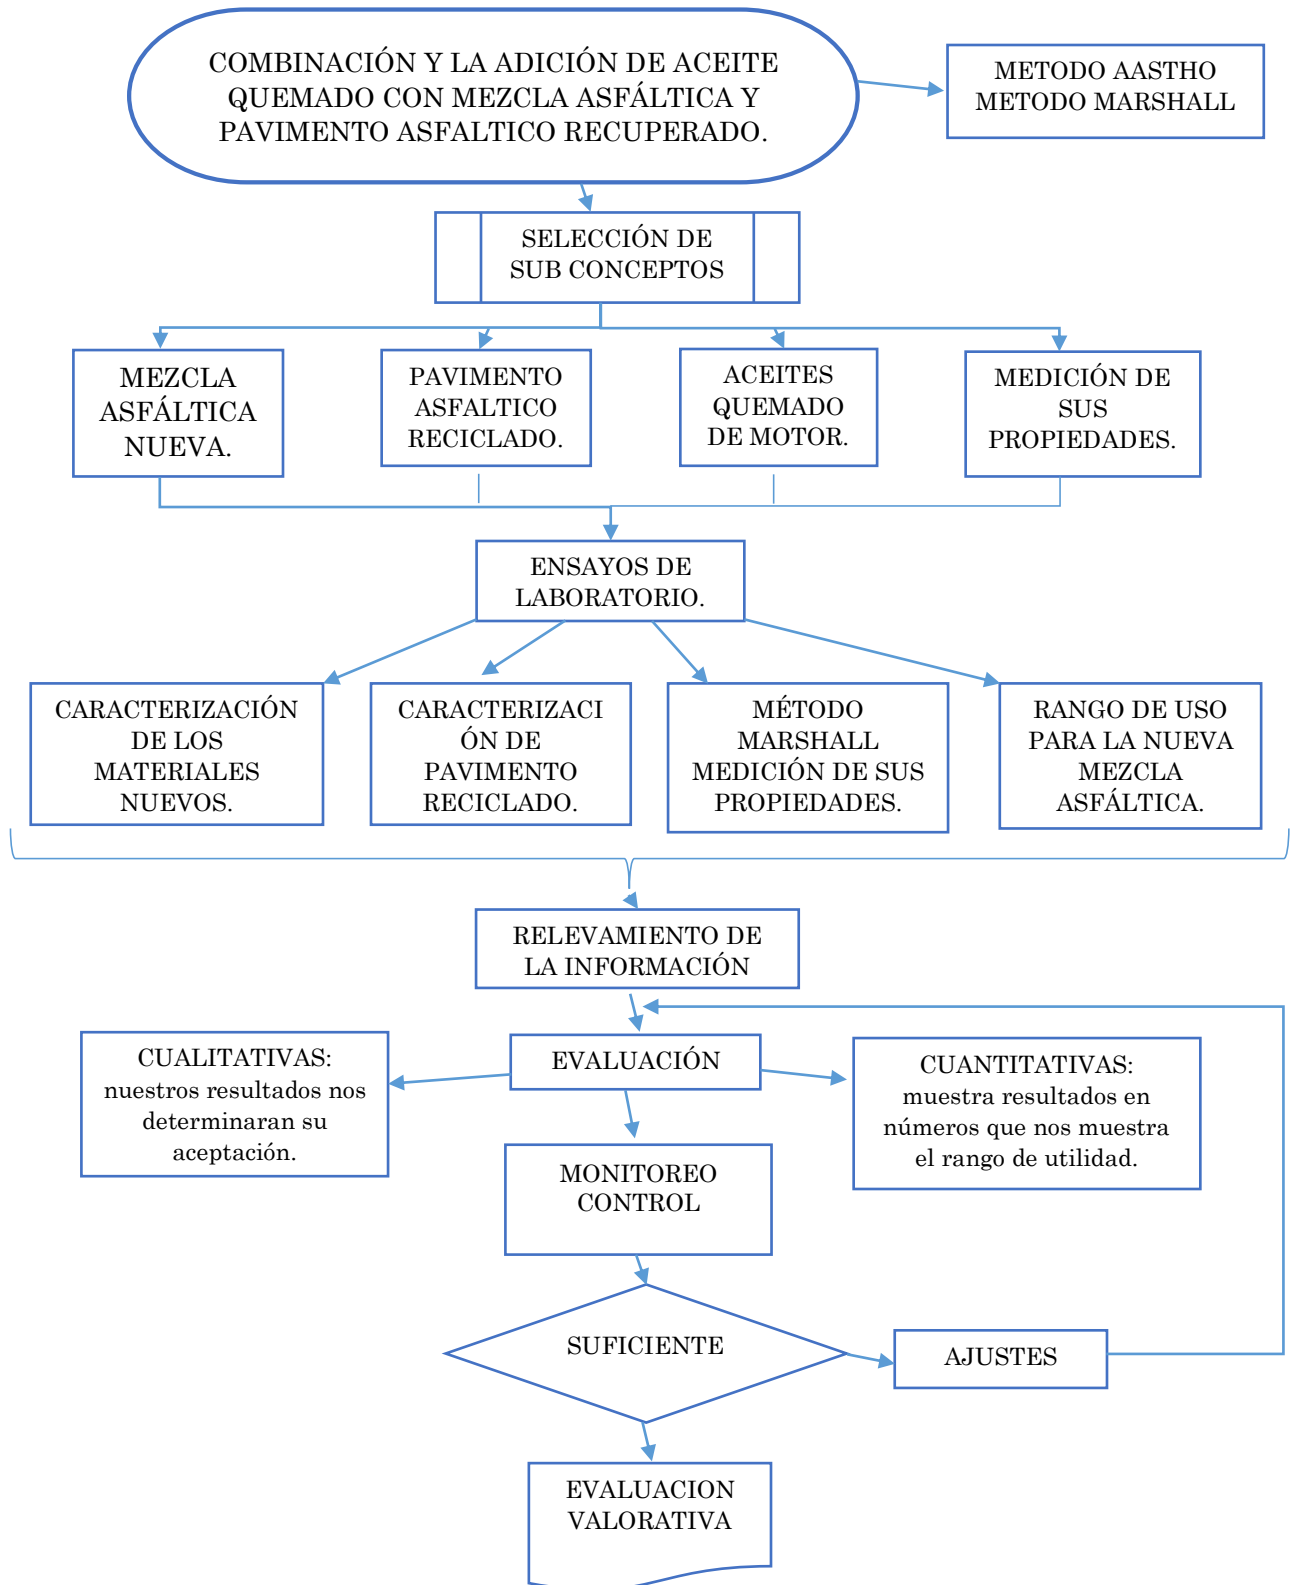 COMBINACIÓN Y LA ADICIÓN DE ACEITE
QUEMADO CON MEZCLA ASFÁLTICA Y
PAVIMENTO ASFALTICO RECUPERADO.
METODO AASTHO
METODO MARSHALL
SELECCIÓN DE
SUB CONCEPTOS
MEZCLA
ASFÁLTICA
NUEVA.
PAVIMENTO
ASFALTICO
RECICLADO.
ACEITES
QUEMADO
DE MOTOR.
MEDICIÓN DE
SUS
PROPIEDADES.
ENSAYOS DE
LABORATORIO.
CARACTERIZACIÓN
DE LOS
MATERIALES
NUEVOS.
CARACTERIZACI
ÓN DE
PAVIMENTO
RECICLADO.
MÉTODO
MARSHALL
MEDICIÓN DE SUS
PROPIEDADES.
RANGO DE USO
PARA LA NUEVA
MEZCLA
ASFÁLTICA.
RELEVAMIENTO DE
LA INFORMACIÓN
EVALUACIÓN
CUALITATIVAS:
nuestros resultados nos
determinaran su
aceptación.
CUANTITATIVAS:
muestra resultados en
números que nos muestra
el rango de utilidad.
MONITOREO
CONTROL
SUFICIENTE
AJUSTES
EVALUACION
VALORATIVA